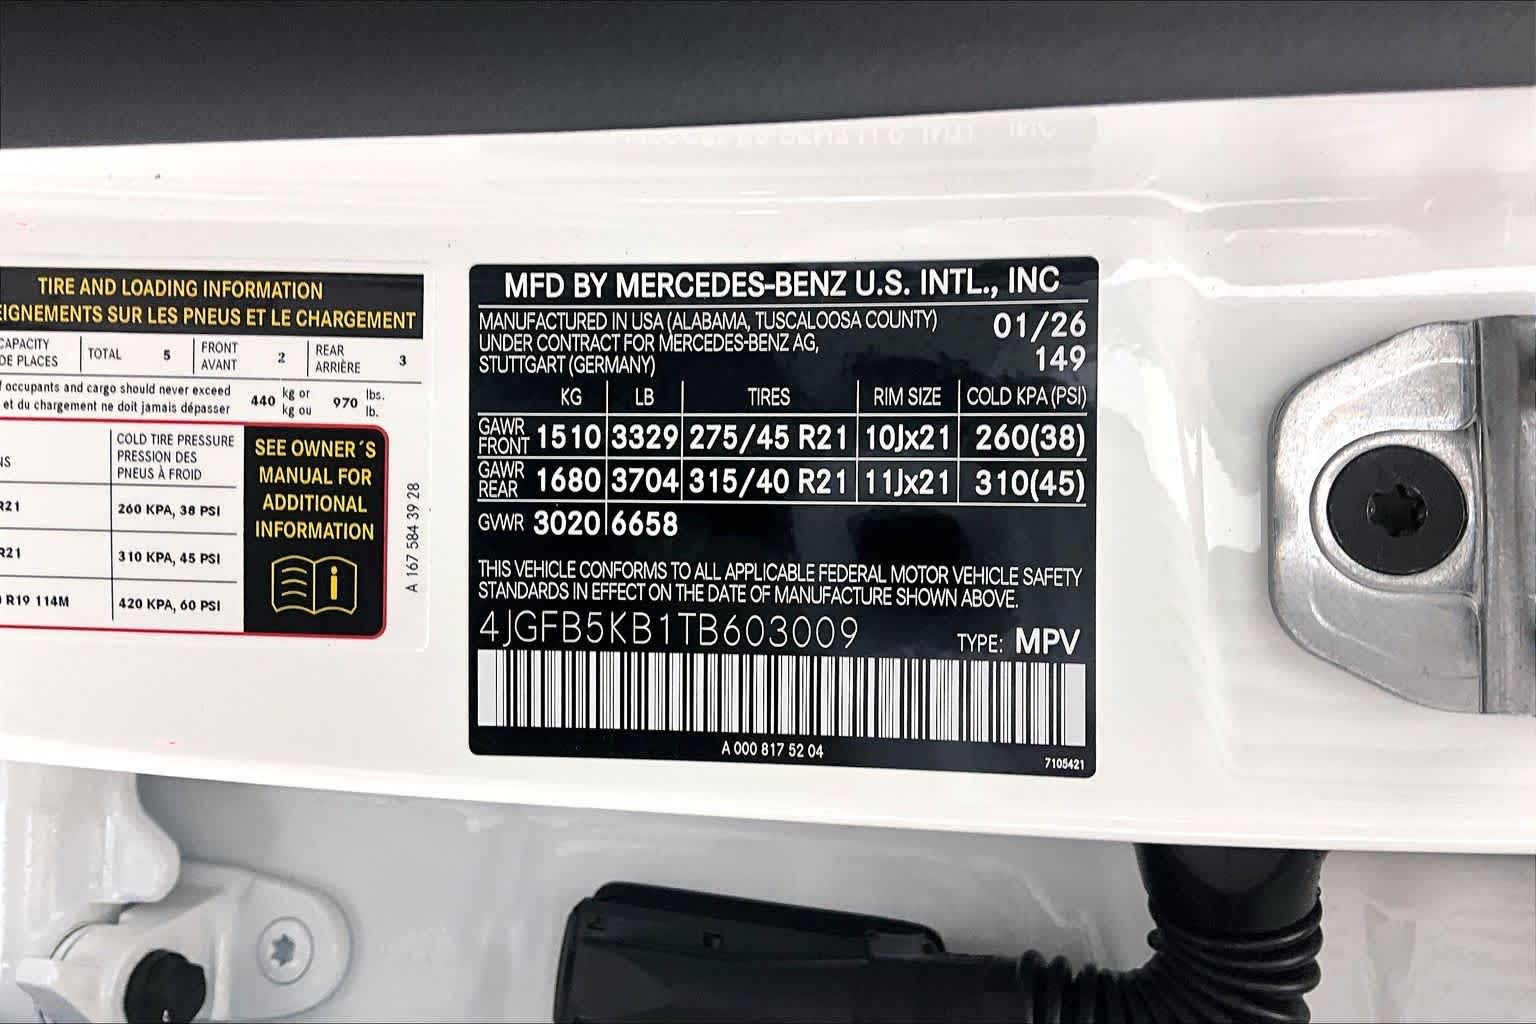 TIRE AND LOADING INFORMATION
EIGNEMENTS SUR LES PNEUS ET LE CHARGEMENT
CAPACITY
DE PLACES
TOTAL 5
FRONT
AVANT 2
REAR
ARRIÈRE 3
occupants and cargo should never exceed
et du chargement ne doit jamais dépasser
440 kg or
kg ou
970 lbs.
lb.
COLD TIRE PRESSURE
PRESSION DES
PNEUS À FROID
R21 260 KPA, 38 PSI
R21 310 KPA, 45 PSI
R19 114M 420 KPA, 60 PSI
SEE OWNER´S
MANUAL FOR
ADDITIONAL
INFORMATION
A 167 584 39 28
MFD BY MERCEDES-BENZ U.S. INTL., INC
MANUFACTURED IN USA (ALABAMA, TUSCALOOSA COUNTY)
UNDER CONTRACT FOR MERCEDES-BENZ AG,
STUTTGART (GERMANY)
01/26
149
KG LB TIRES RIM SIZE COLD KPA (PSI)
GAWR
FRONT 1510 3329 275/45 R21 10Jx21 260(38)
GAWR
REAR 1680 3704 315/40 R21 11Jx21 310(45)
GVWR 3020 6658
THIS VEHICLE CONFORMS TO ALL APPLICABLE FEDERAL MOTOR VEHICLE SAFETY
STANDARDS IN EFFECT ON THE DATE OF MANUFACTURE SHOWN ABOVE.
4JGFB5KB1TB603009 TYPE: MPV
A 000 817 52 04
7105421